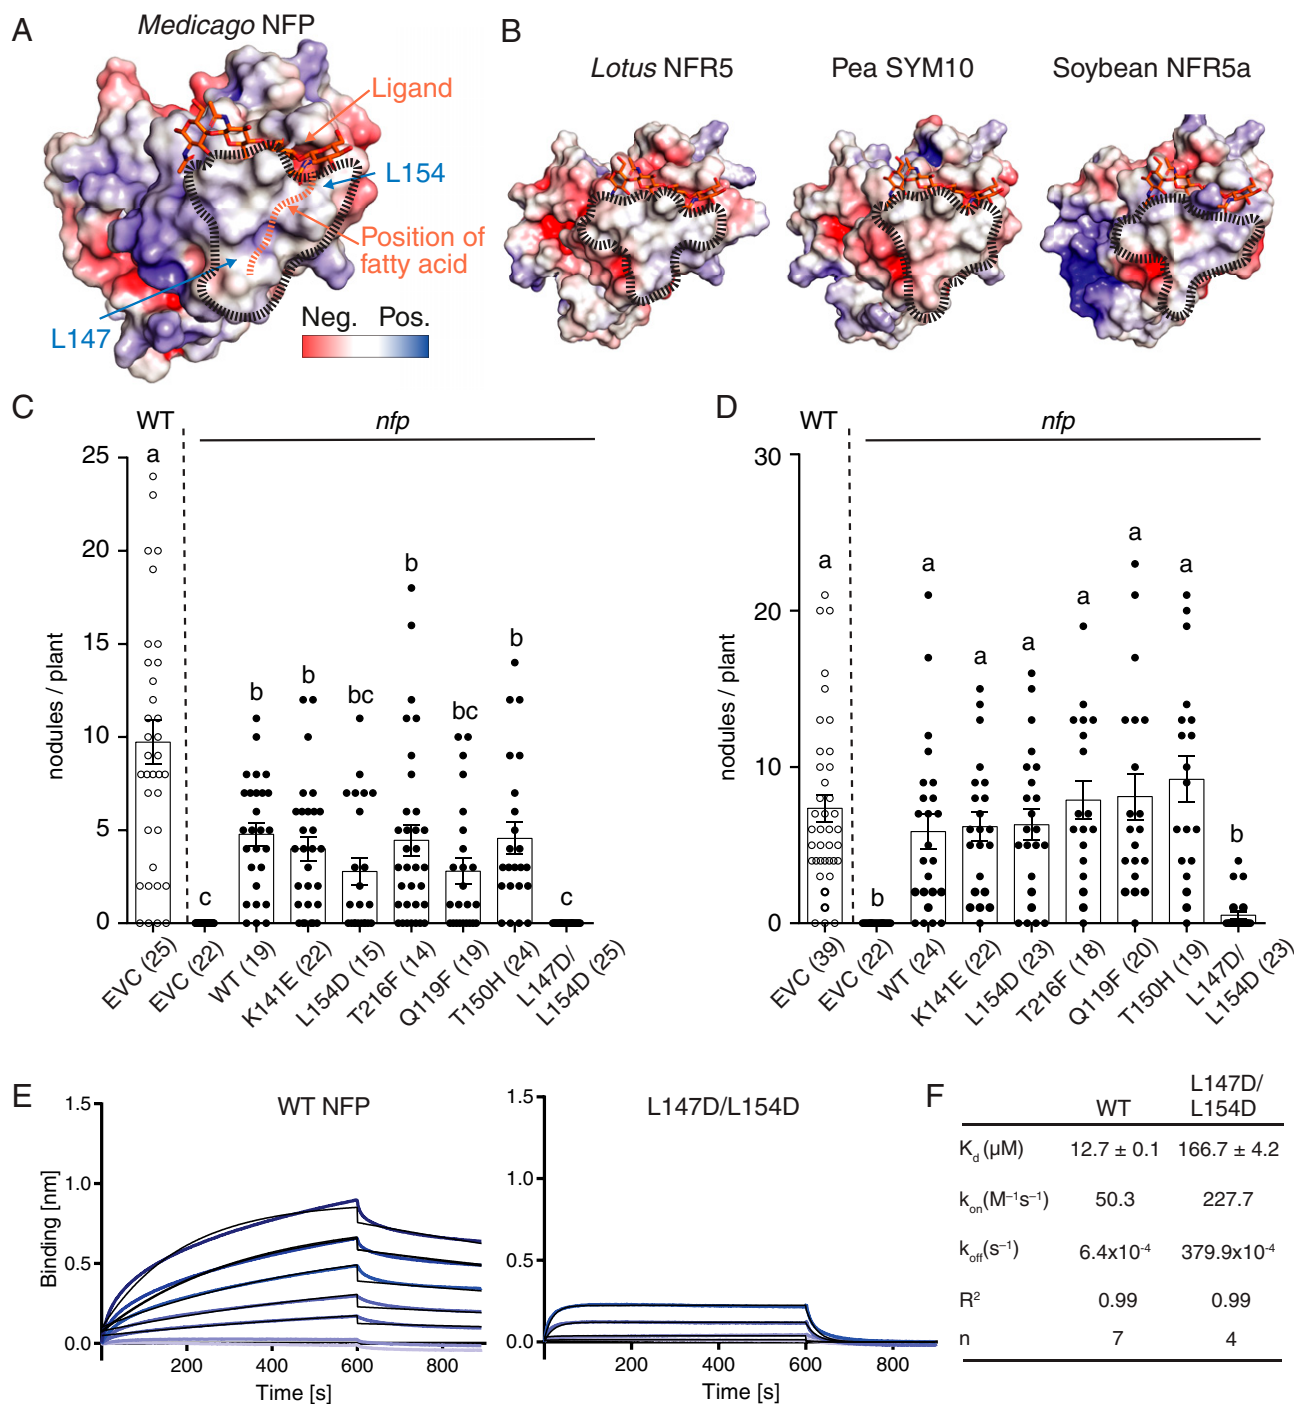 A
Medicago NFP
Ligand
L154
Position of
fatty acid
L147
Neg. Pos.
B
Lotus NFR5
Pea SYM10
Soybean NFR5a
C
WT
nfp
nodules / plant
25
20
15
10
5
0
a
c
b
b
bc
b
bc
b
c
EVC (25)
EVC (22)
WT (19)
K141E (22)
L154D (15)
T216F (14)
Q119F (19)
T150H (24)
L147D/
L154D (25)
D
WT
nfp
nodules / plant
30
20
10
0
a
b
a
a
a
a
a
a
b
EVC (39)
EVC (22)
WT (24)
K141E (22)
L154D (23)
T216F (18)
Q119F (20)
T150H (19)
L147D/
L154D (23)
E
WT NFP
Binding [nm]
1.5
1.0
0.5
0.0
200 400 600 800
Time [s]
L147D/L154D
1.5
1.0
0.5
0.0
200 400 600 800
Time [s]
F
WT L147D/
L154D
Kd (µM) 12.7 ± 0.1 166.7 ± 4.2
kon(M⁻¹s⁻¹) 50.3 227.7
koff(s⁻¹) 6.4x10⁻⁴ 379.9x10⁻⁴
R² 0.99 0.99
n 7 4